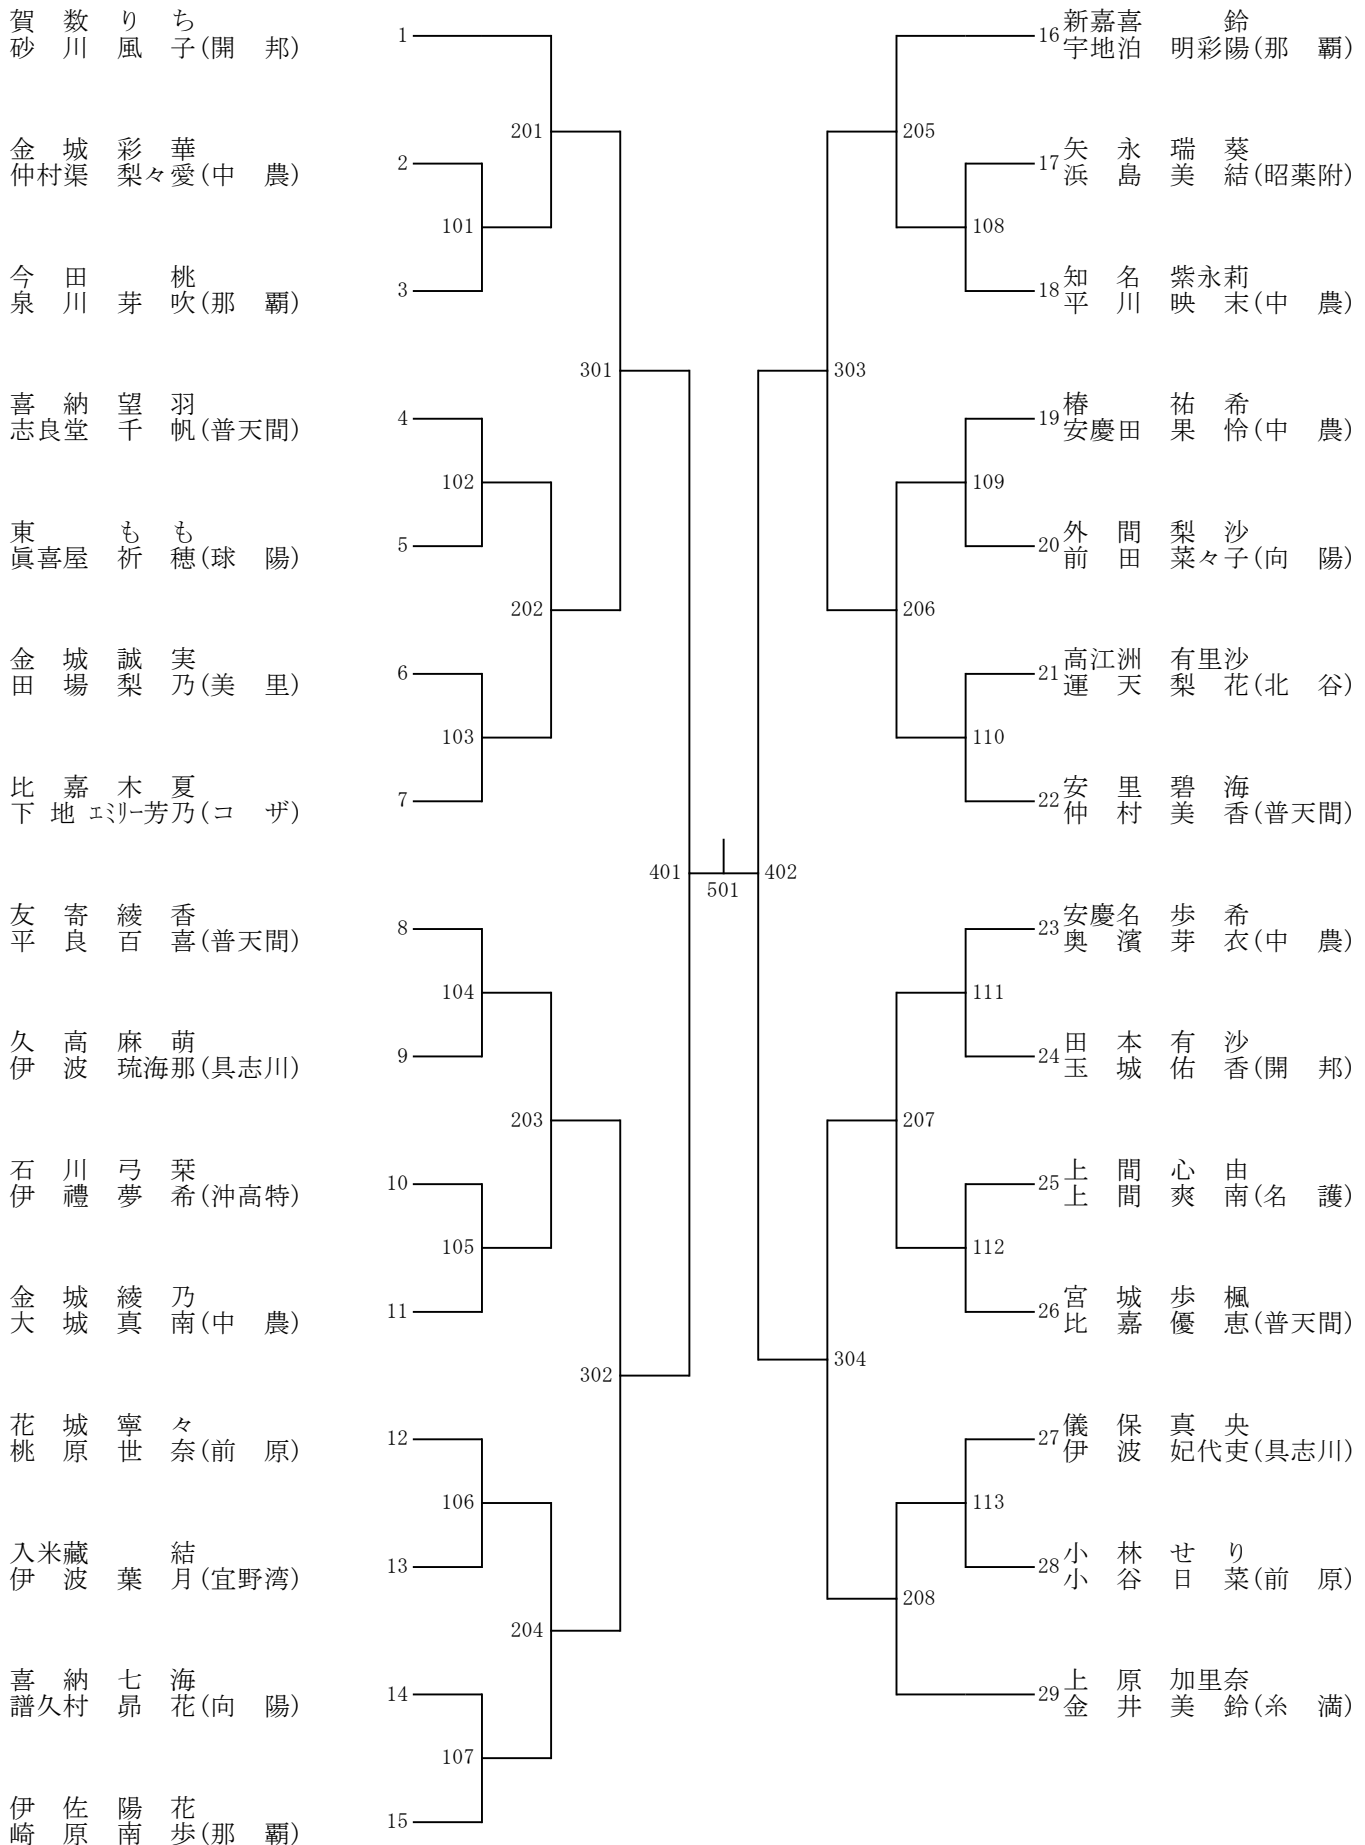 賀　数　り　ち
砂　川　風　子(開　邦)
1
金　城　彩　華
仲村渠　梨々愛(中　農)
2
今　田　　　桃
泉　川　芽　吹(那　覇)
3
喜　納　望　羽
志良堂　千　帆(普天間)
4
東　　　も　も
眞喜屋　祈　穂(球　陽)
5
金　城　誠　実
田　場　梨　乃(美　里)
6
比　嘉　木　夏
下　地 ｴﾐﾘｰ芳乃(コ　ザ)
7
友　寄　綾　香
平　良　百　喜(普天間)
8
久　高　麻　萌
伊　波　琉海那(具志川)
9
石　川　弓　栞
伊　禮　夢　希(沖高特)
10
金　城　綾　乃
大　城　真　南(中　農)
11
花　城　寧　々
桃　原　世　奈(前　原)
12
入米藏　　　結
伊　波　葉　月(宜野湾)
13
喜　納　七　海
譜久村　昴　花(向　陽)
14
伊　佐　陽　花
崎　原　南　歩(那　覇)
15
101
102
103
104
105
106
107
201
202
203
204
301
302
401
501
402
303
304
205
206
207
208
108
109
110
111
112
113
16
新嘉喜　　　鈴
宇地泊　明彩陽(那　覇)
17
矢　永　瑞　葵
浜　島　美　結(昭薬附)
18
知　名　紫永莉
平　川　映　末(中　農)
19
椿　　　祐　希
安慶田　果　怜(中　農)
20
外　間　梨　沙
前　田　菜々子(向　陽)
21
高江洲　有里沙
運　天　梨　花(北　谷)
22
安　里　碧　海
仲　村　美　香(普天間)
23
安慶名　歩　希
奥　濱　芽　衣(中　農)
24
田　本　有　沙
玉　城　佑　香(開　邦)
25
上　間　心　由
上　間　爽　南(名　護)
26
宮　城　歩　楓
比　嘉　優　恵(普天間)
27
儀　保　真　央
伊　波　妃代吏(具志川)
28
小　林　せ　り
小　谷　日　菜(前　原)
29
上　原　加里奈
金　井　美　鈴(糸　満)